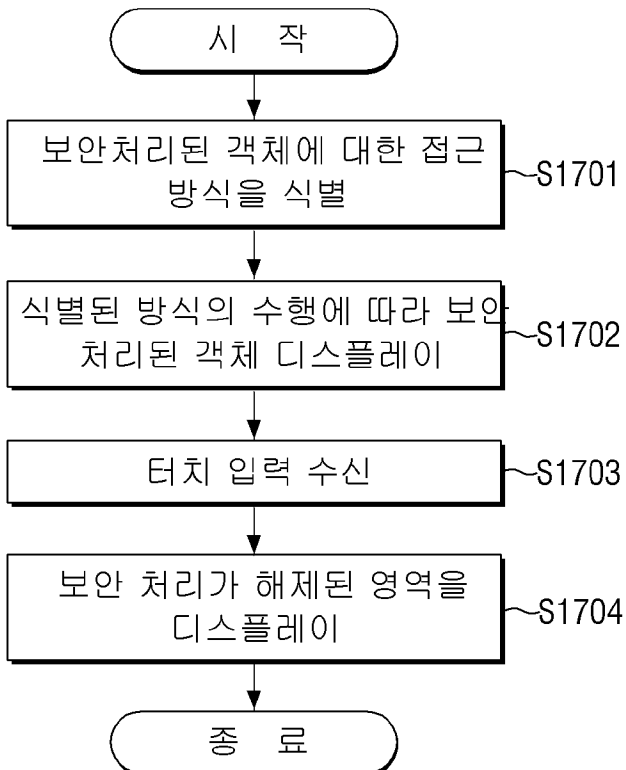 시 작
보안처리된 객체에 대한 접근
방식을 식별
S1701
식별된 방식의 수행에 따라 보안
처리된 객체 디스플레이
S1702
터치 입력 수신
S1703
보안 처리가 해제된 영역을
디스플레이
S1704
종 료